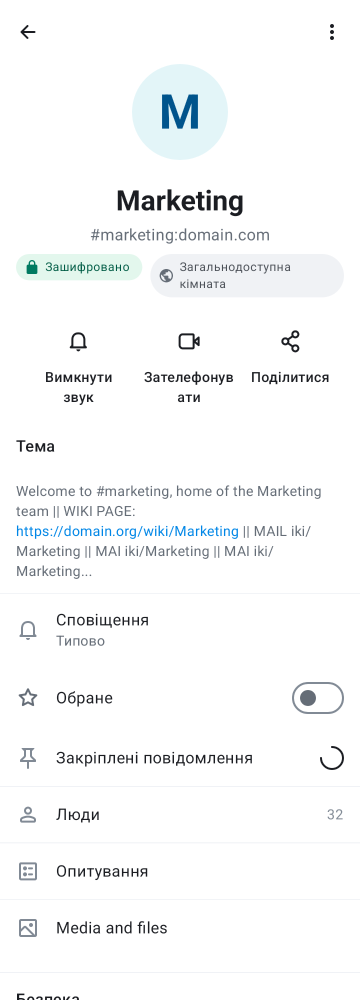 M
Marketing
#marketing:domain.com
Зашифровано
Загальнодоступна
кімната
Вимкнути
звук
Зателефонув
ати
Поділитися
Тема
Welcome to #marketing, home of the Marketing
team || WIKI PAGE:
https://domain.org/wiki/Marketing || MAIL iki/
Marketing || MAI iki/Marketing || MAI iki/
Marketing...
Сповіщення
Типово
Обране
Закріплені повідомлення
Люди
32
Опитування
Media and files
Безпека